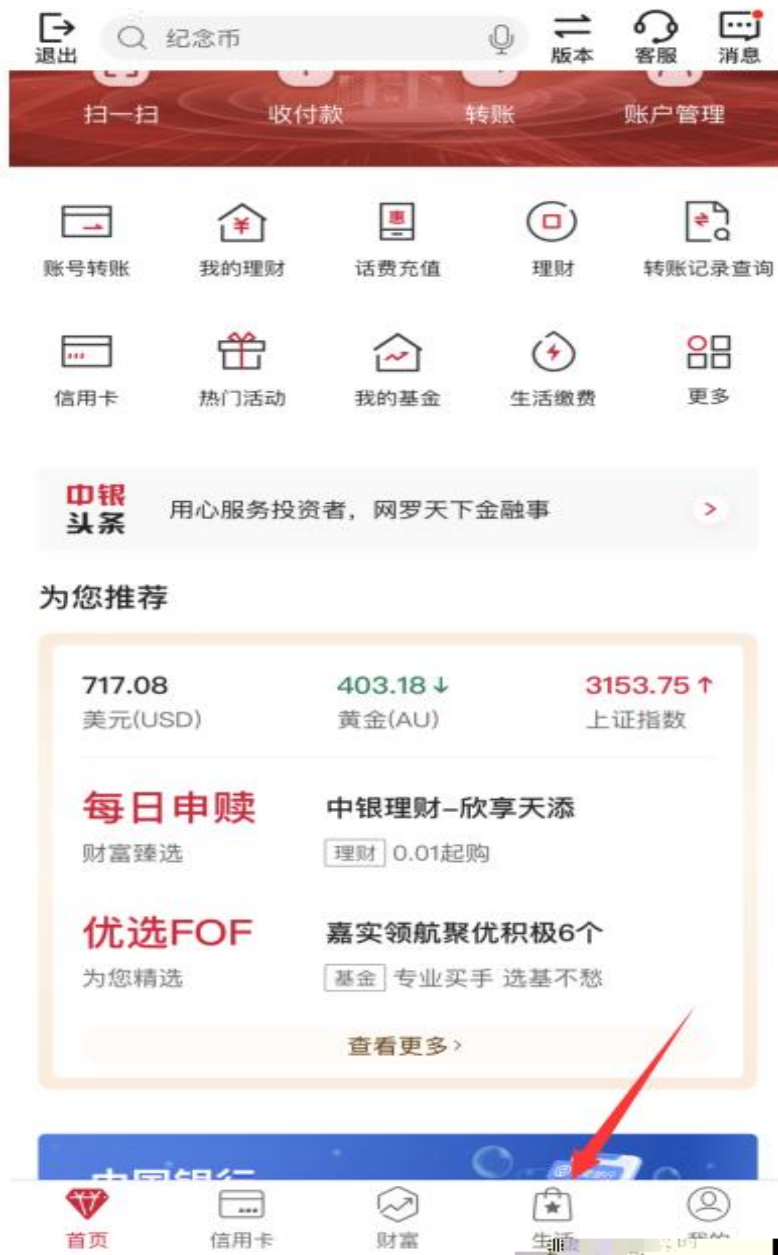 退出 纪念币 版本 客服 消息
扫一扫 收付款 转账 账户管理
账号转账 我的理财 话费充值 理财 转账记录查询
信用卡 热门活动 我的基金 生活缴费 更多
中银
头条
用心服务投资者，网罗天下金融事
为您推荐
717.08 403.18↓ 3153.75↑
美元(USD) 黄金(AU) 上证指数
每日申赎 中银理财-欣享天添
财富臻选 理财 0.01起购
优选FOF 嘉实领航聚优积极6个
为您精选 基金 专业买手 选基不愁
查看更多>
中国银行
首页 信用卡 财富 生活 我的